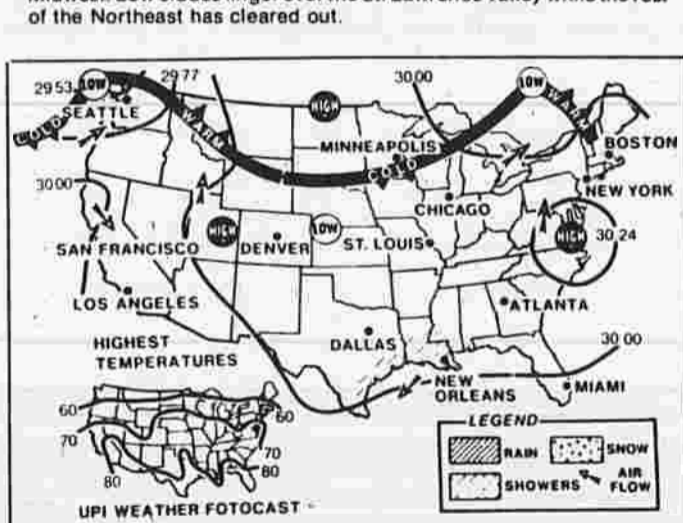 of the Northeast has cleared out.
29 53
LOW
29 77
30.00
LOW
SEATTLE
COLD
WARM
HIGH
WARM
MINNEAPOLIS
COLD
BOSTON
NEW YORK
30 00
CHICAGO
SAN FRANCISCO
HIGH
DENVER
LOW
ST. LOUIS
HIGH
30 24
LOS ANGELES
ATLANTA
HIGHEST
TEMPERATURES
DALLAS
30 00
NEW
ORLEANS
MIAMI
60
60
70
70
80
80
LEGEND
RAIN
SNOW
SHOWERS
AIR
FLOW
UPI WEATHER FOTOCAST